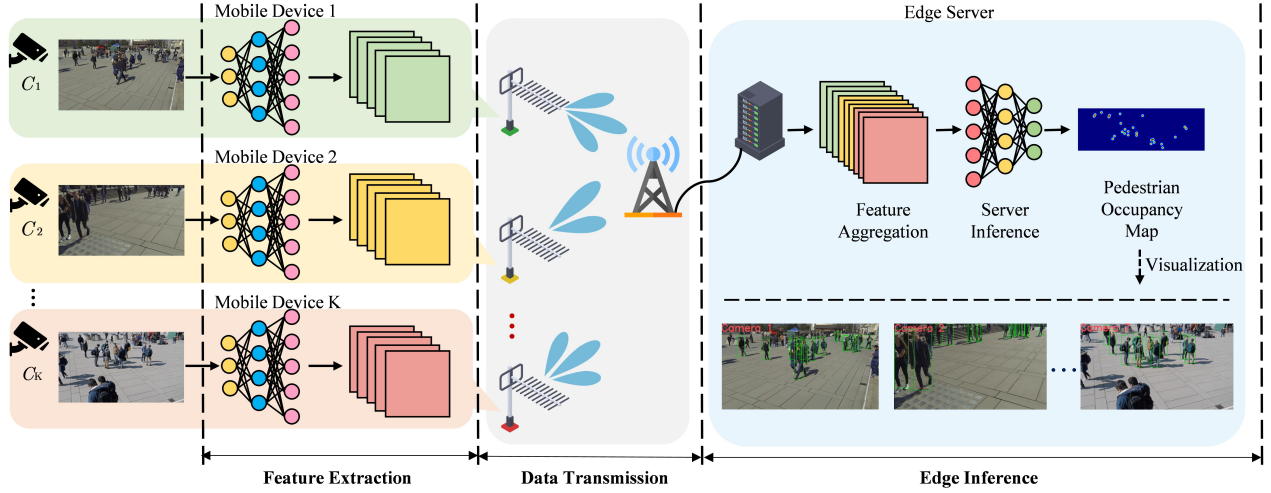 Mobile Device 1
Edge Server
C1
Mobile Device 2
C2
Feature
Aggregation
Server
Inference
Pedestrian
Occupancy
Map
Visualization
Mobile Device K
CK
Camera 1
Camera 2
Camera
Feature Extraction
Data Transmission
Edge Inference